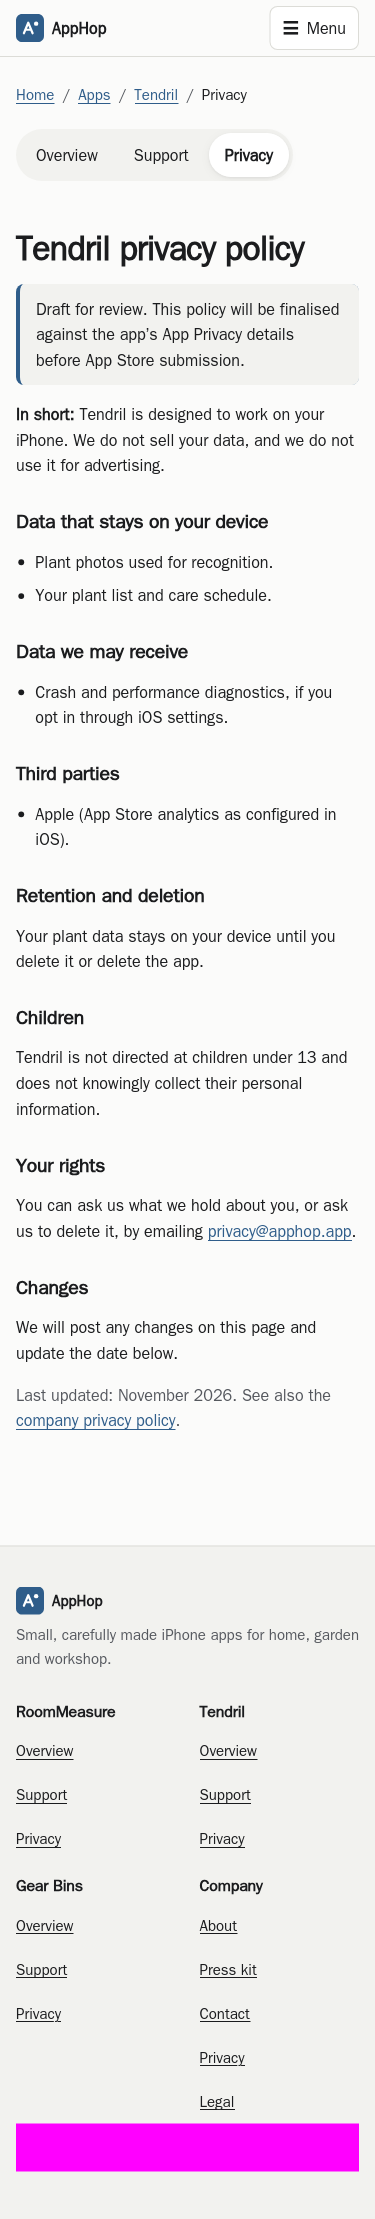 AppHop
☰ Menu
Home / Apps / Tendril / Privacy
Overview Support Privacy
Tendril privacy policy
Draft for review. This policy will be finalised
against the app’s App Privacy details
before App Store submission.
In short: Tendril is designed to work on your
iPhone. We do not sell your data, and we do not
use it for advertising.
Data that stays on your device
• Plant photos used for recognition.
• Your plant list and care schedule.
Data we may receive
• Crash and performance diagnostics, if you
opt in through iOS settings.
Third parties
• Apple (App Store analytics as configured in
iOS).
Retention and deletion
Your plant data stays on your device until you
delete it or delete the app.
Children
Tendril is not directed at children under 13 and
does not knowingly collect their personal
information.
Your rights
You can ask us what we hold about you, or ask
us to delete it, by emailing privacy@apphop.app.
Changes
We will post any changes on this page and
update the date below.
Last updated: November 2026. See also the
company privacy policy.
AppHop
Small, carefully made iPhone apps for home, garden
and workshop.
RoomMeasure
Overview
Support
Privacy
Tendril
Overview
Support
Privacy
Gear Bins
Overview
Support
Privacy
Company
About
Press kit
Contact
Privacy
Legal